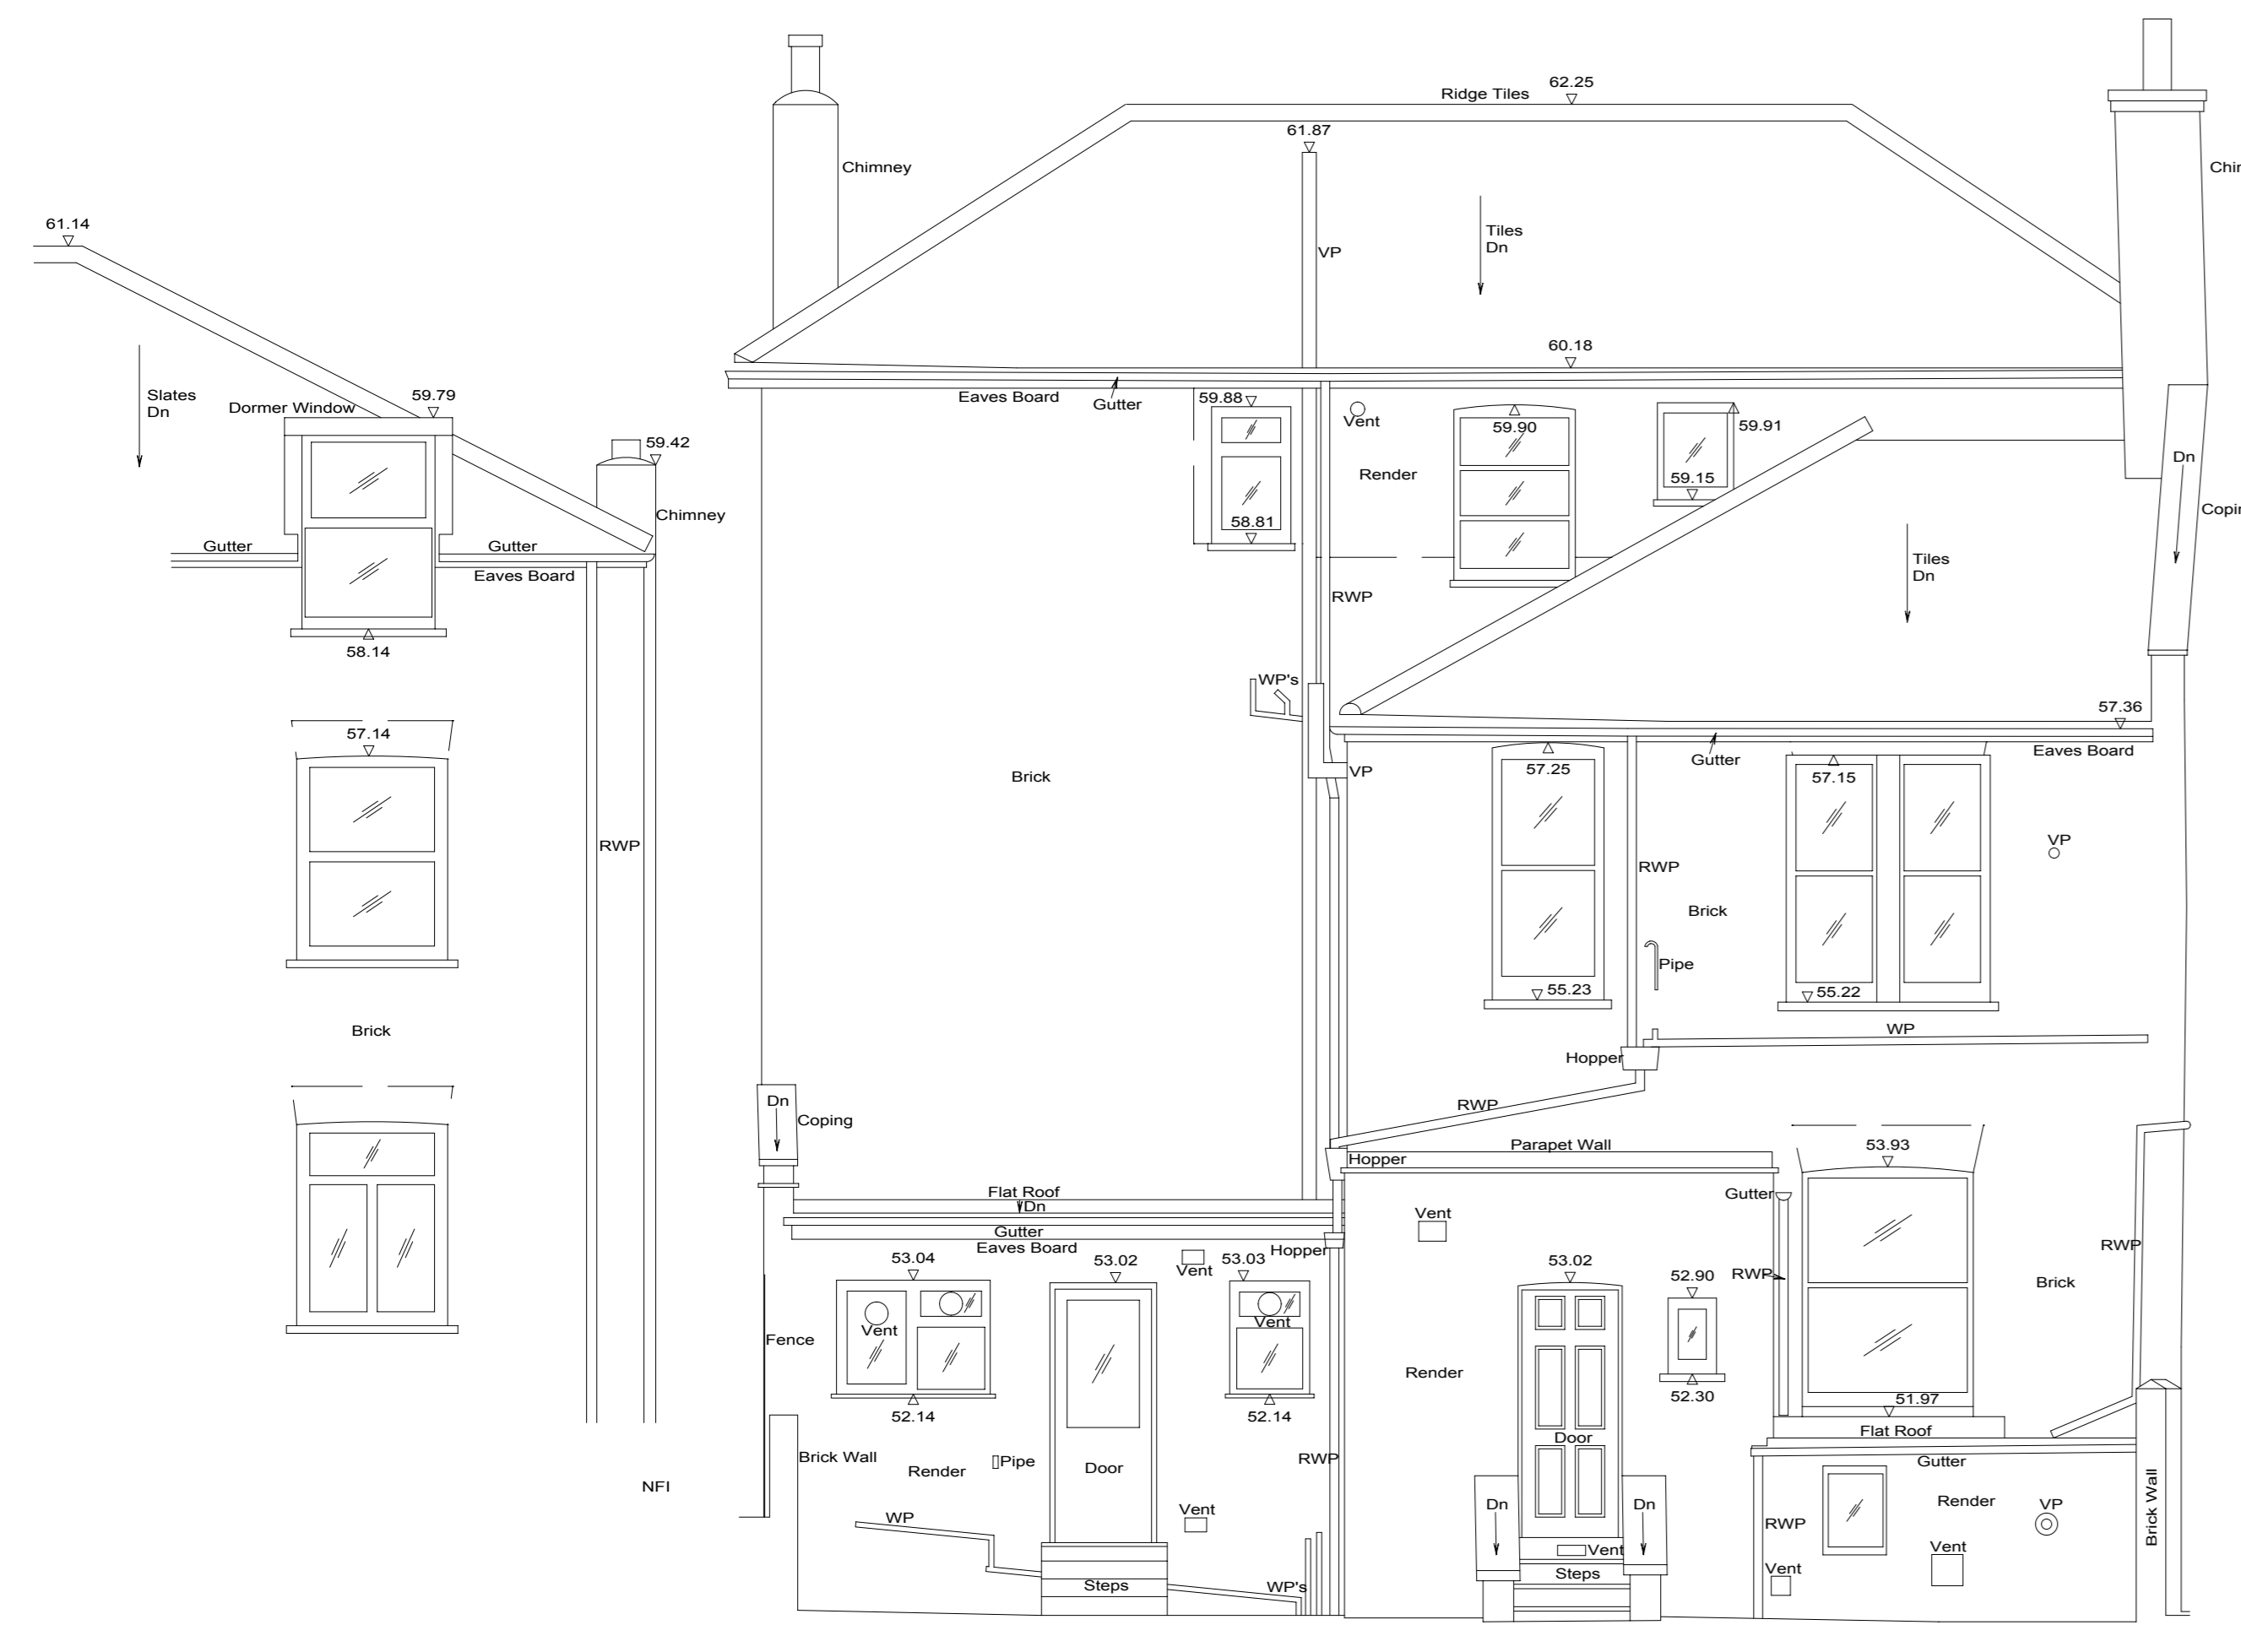 62.25
Ridge Tiles
61.87
Chimney
Chir
61.14
Tiles
Dn
VP
60.18
Slates
Dn
59.79
Dormer Window
Eaves Board
Gutter
59.88
Vent
59.90
59.91
59.42
Dn
Render
59.15
Chimney
58.81
Copi
Gutter
Gutter
Eaves Board
Tiles
Dn
RWP
58.14
WP's
57.36
57.14
Eaves Board
Gutter
57.25
57.15
VP
Brick
RWP
VP
RWP
Brick
Pipe
55.23
55.22
Brick
WP
Hopper
Dn
Coping
RWP
Parapet Wall
53.93
Hopper
Flat Roof
Dn
Gutter
Vent
Gutter
Eaves Board
Hopper
RWP
53.04
53.02
Vent
53.03
53.02
52.90
RWP
Brick
Vent
Vent
Fence
Render
52.14
52.14
52.30
51.97
Flat Roof
Door
Brick Wall
Render
Pipe
Door
RWP
Gutter
NFI
Dn
Dn
Render
VP
Brick Wall
Vent
WP
RWP
Vent
Vent
Steps
Vent
Steps
WP's